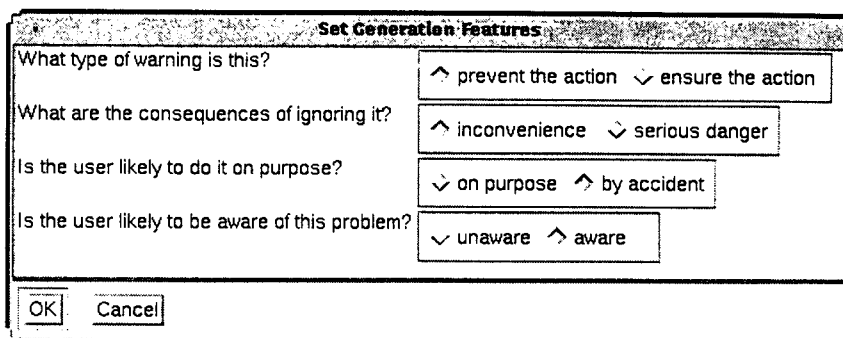 Set Generation Features
What type of warning is this?
prevent the action ensure the action
What are the consequences of ignoring it?
inconvenience serious danger
Is the user likely to do it on purpose?
on purpose by accident
Is the user likely to be aware of this problem?
unaware aware
OK Cancel